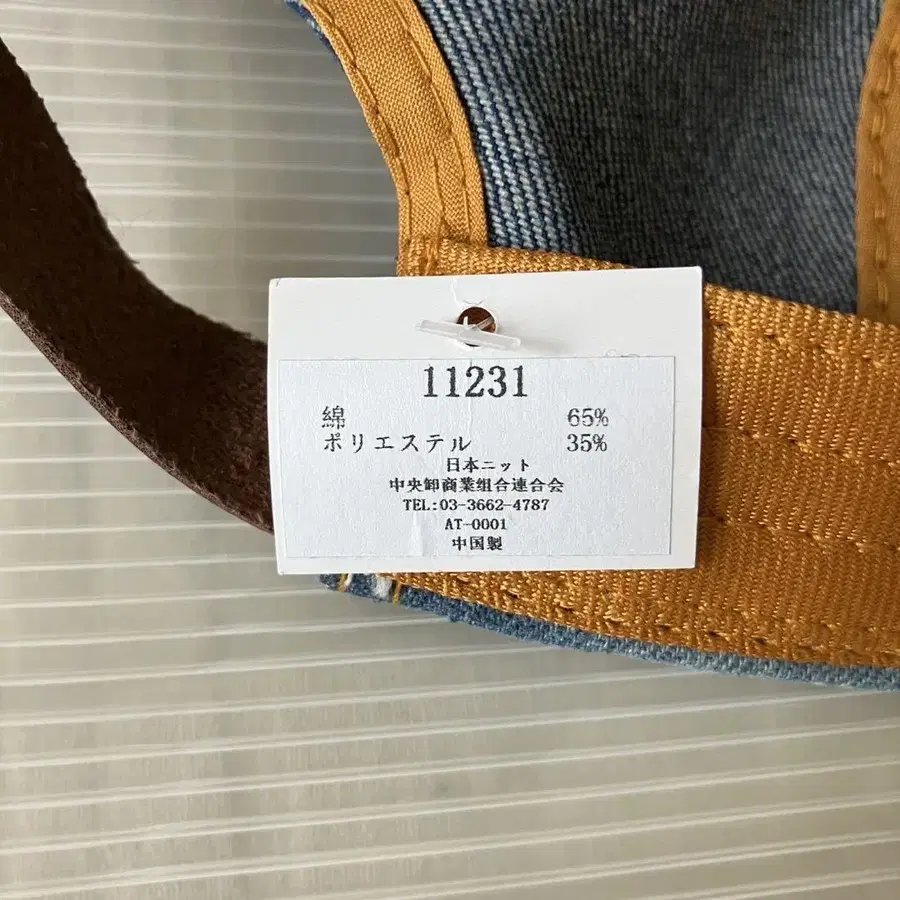 11231
綿 65%
ポリエステル 35%
日本ニット
中央卸商業组合連合会
TEL:03-3662-4787
AT-0001
中国製